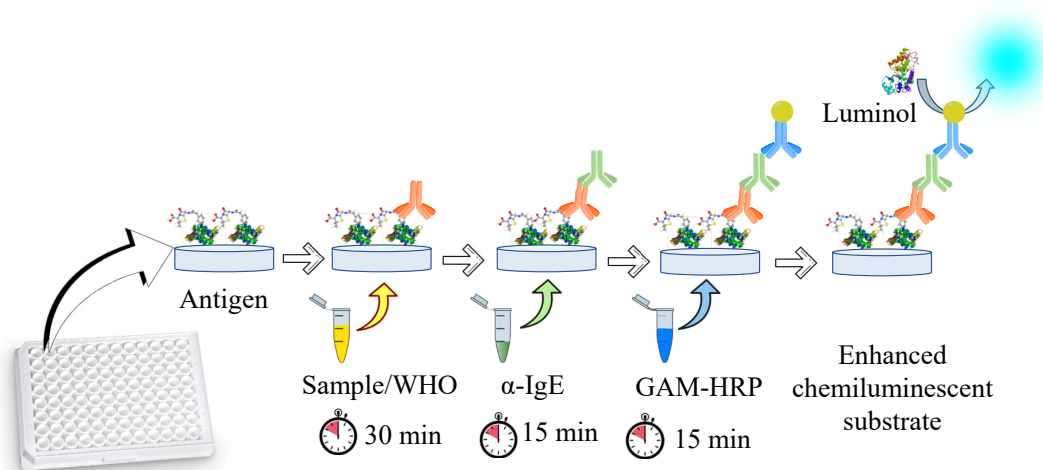 Luminol
Antigen
Sample/WHO
α-IgE
GAM-HRP
Enhanced
chemiluminescent
substrate
30 min
15 min
15 min